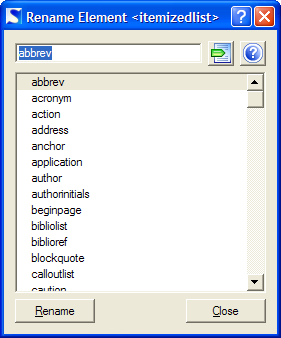 Rename Element <itemizedlist>
abbrev
abbrev
acronym
action
address
anchor
application
author
authorinitials
beginpage
bibliolist
biblioref
blockquote
calloutlist
caution
Rename
Close